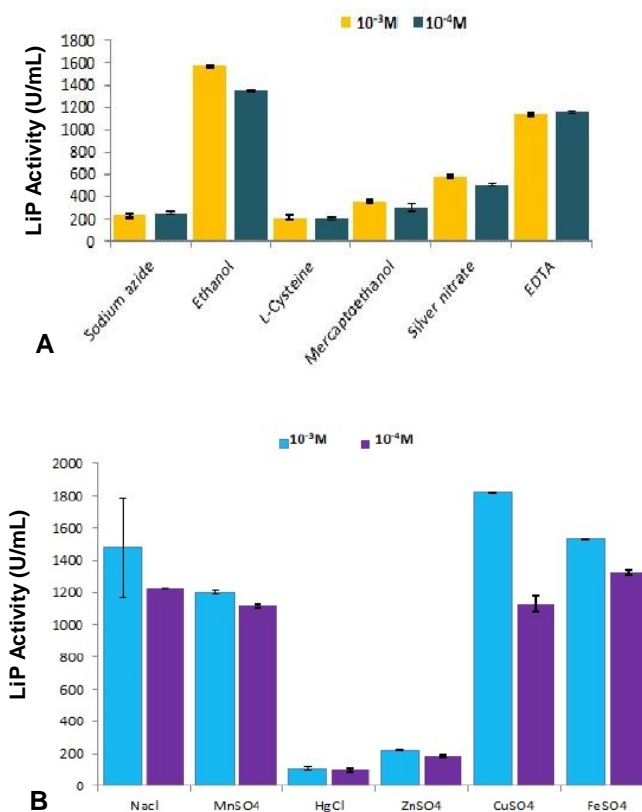 10⁻³M 10⁻⁴M
LiP Activity (U/mL)
1800
1600
1400
1200
1000
800
600
400
200
0
Sodium azide
Ethanol
L-Cysteine
Mercaptoethanol
Silver nitrate
EDTA
A
10⁻³M 10⁻⁴M
LiP Activity (U/mL)
2000
1800
1600
1400
1200
1000
800
600
400
200
0
Nacl MnSO4 HgCl ZnSO4 CuSO4 FeSO4
B